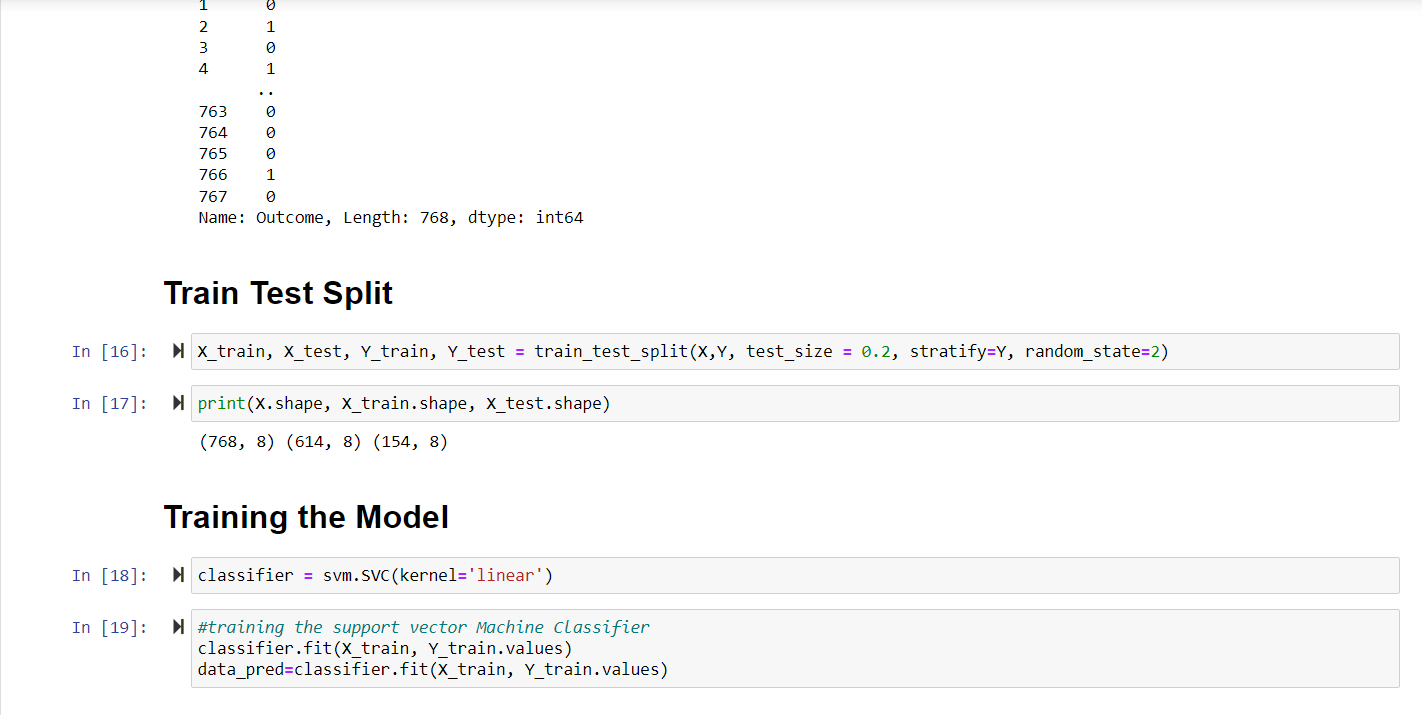 1 0
2 1
3 0
4 1
..
763 0
764 0
765 0
766 1
767 0
Name: Outcome, Length: 768, dtype: int64
Train Test Split
In [16]: X_train, X_test, Y_train, Y_test = train_test_split(X,Y, test_size = 0.2, stratify=Y, random_state=2)
In [17]: print(X.shape, X_train.shape, X_test.shape)
(768, 8) (614, 8) (154, 8)
Training the Model
In [18]: classifier = svm.SVC(kernel='linear')
In [19]: #training the support vector Machine Classifier
classifier.fit(X_train, Y_train.values)
data_pred=classifier.fit(X_train, Y_train.values)